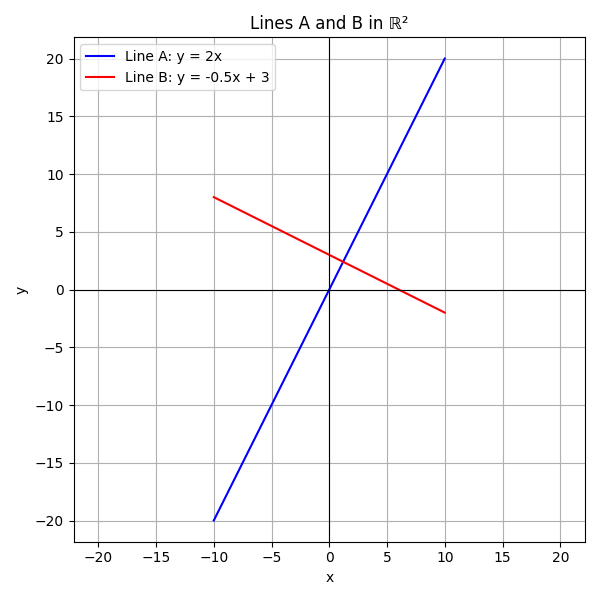 Lines A and B in ℝ²
Line A: y = 2x
Line B: y = -0.5x + 3
20
15
10
5
0
−5
−10
−15
−20
y
−20 −15 −10 −5 0 5 10 15 20
x